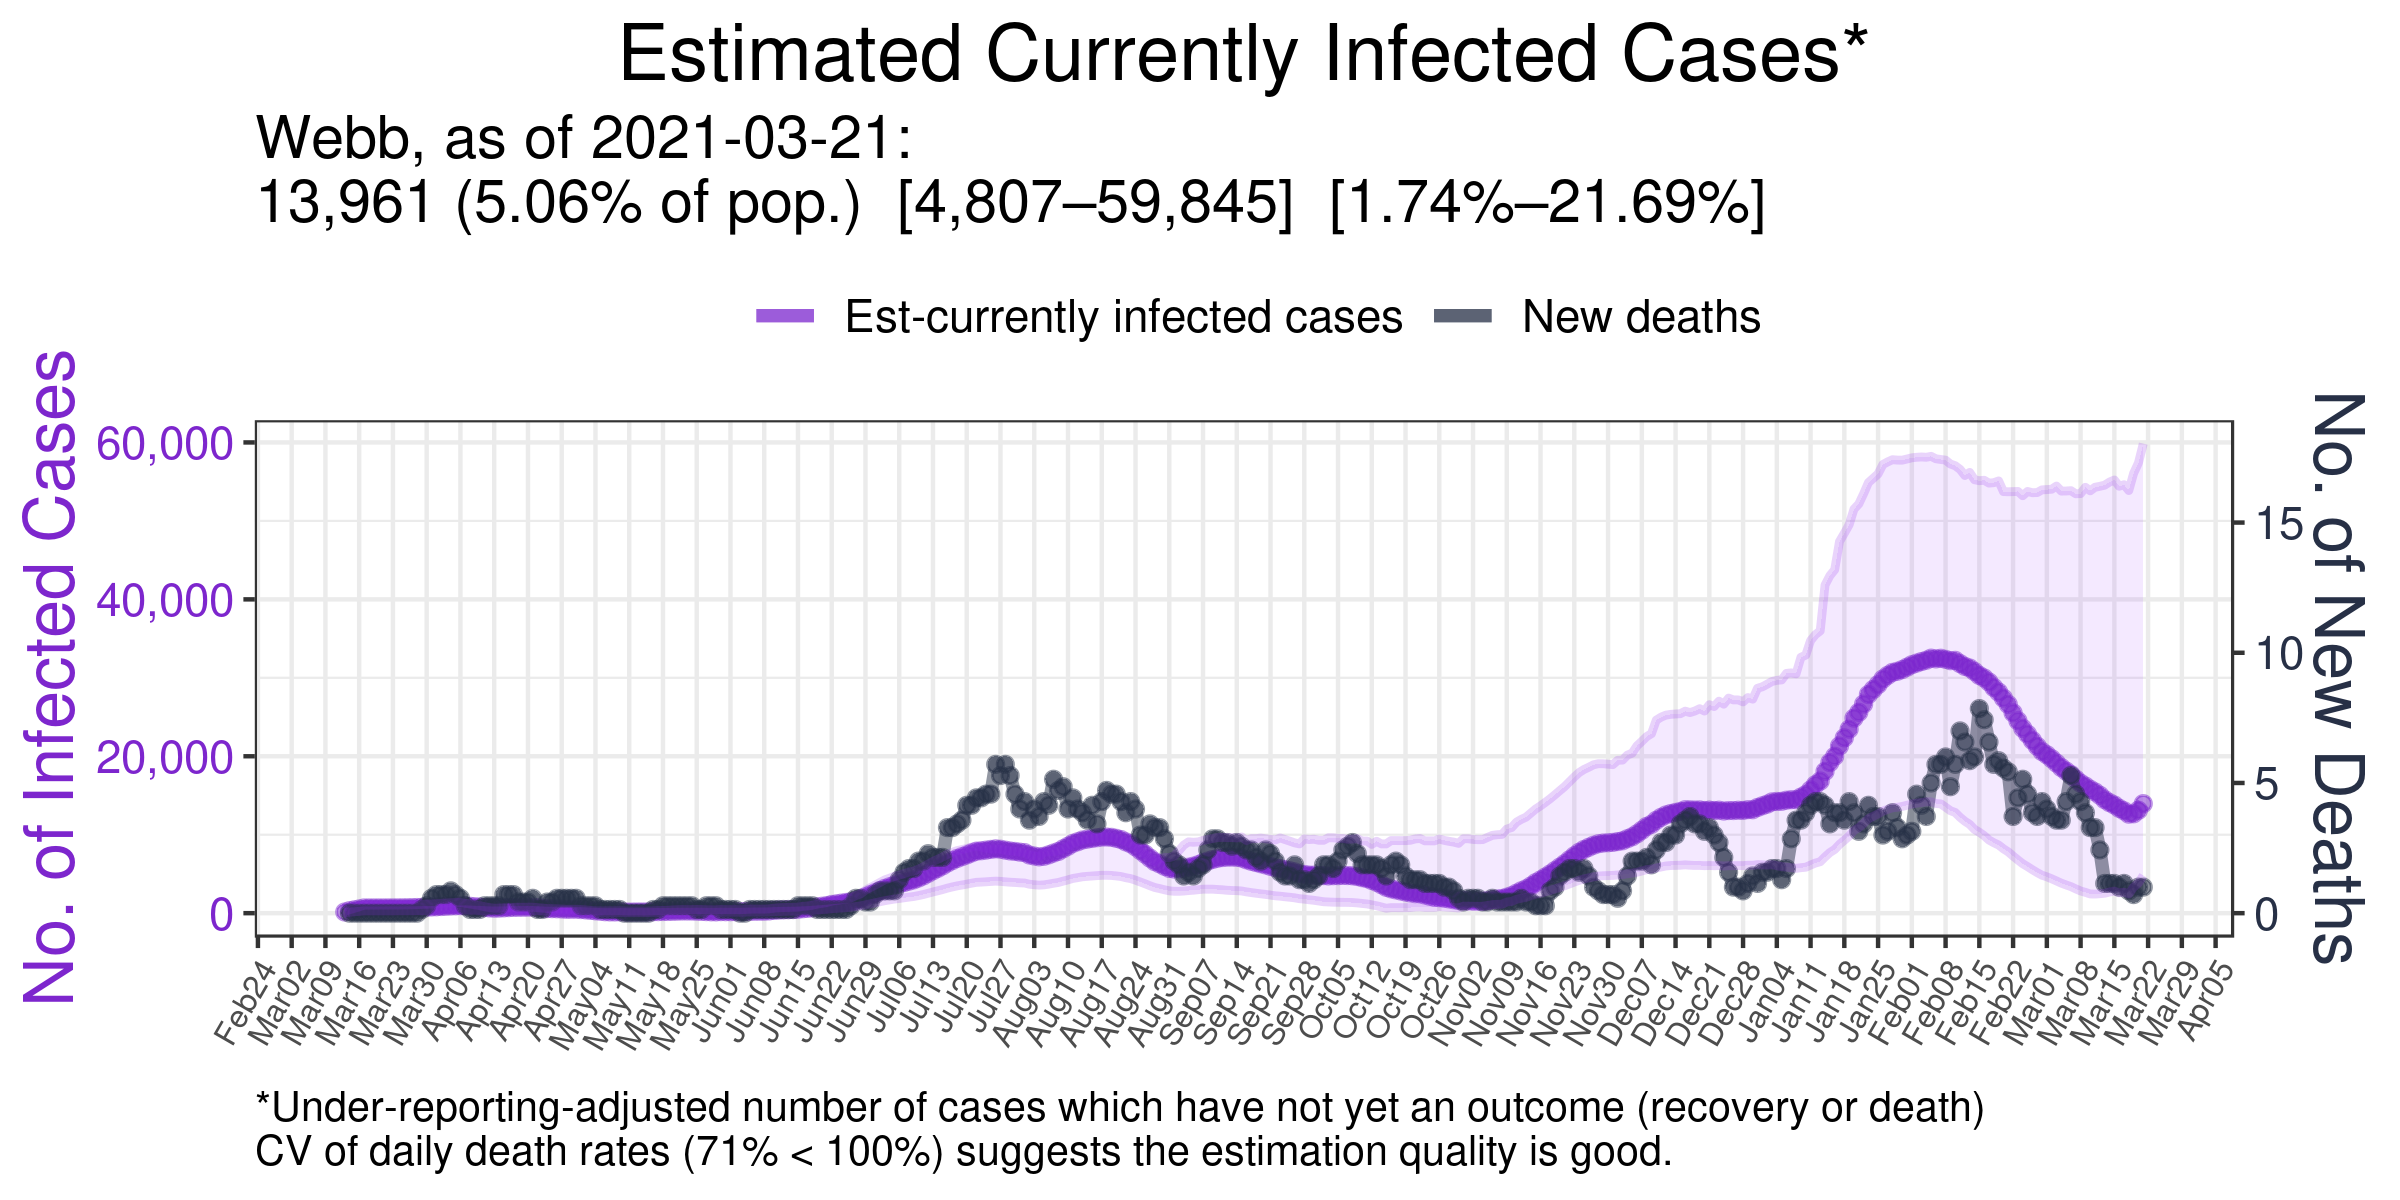 Estimated Currently Infected Cases*
Webb, as of 2021-03-21:
13,961 (5.06% of pop.) [4,807–59,845] [1.74%–21.69%]
Est-currently infected cases
New deaths
No. of Infected Cases
60,000
40,000
20,000
0
No. of New Deaths
15
10
5
0
Feb24
Mar02
Mar09
Mar16
Mar23
Mar30
Apr06
Apr13
Apr20
Apr27
May04
May11
May18
May25
Jun01
Jun08
Jun15
Jun22
Jun29
Jul06
Jul13
Jul20
Jul27
Aug03
Aug10
Aug17
Aug24
Aug31
Sep07
Sep14
Sep21
Sep28
Oct05
Oct12
Oct19
Oct26
Nov02
Nov09
Nov16
Nov23
Nov30
Dec07
Dec14
Dec21
Dec28
Jan04
Jan11
Jan18
Jan25
Feb01
Feb08
Feb15
Feb22
Mar01
Mar08
Mar15
Mar22
Mar29
Apr05
*Under-reporting-adjusted number of cases which have not yet an outcome (recovery or death)
CV of daily death rates (71% < 100%) suggests the estimation quality is good.